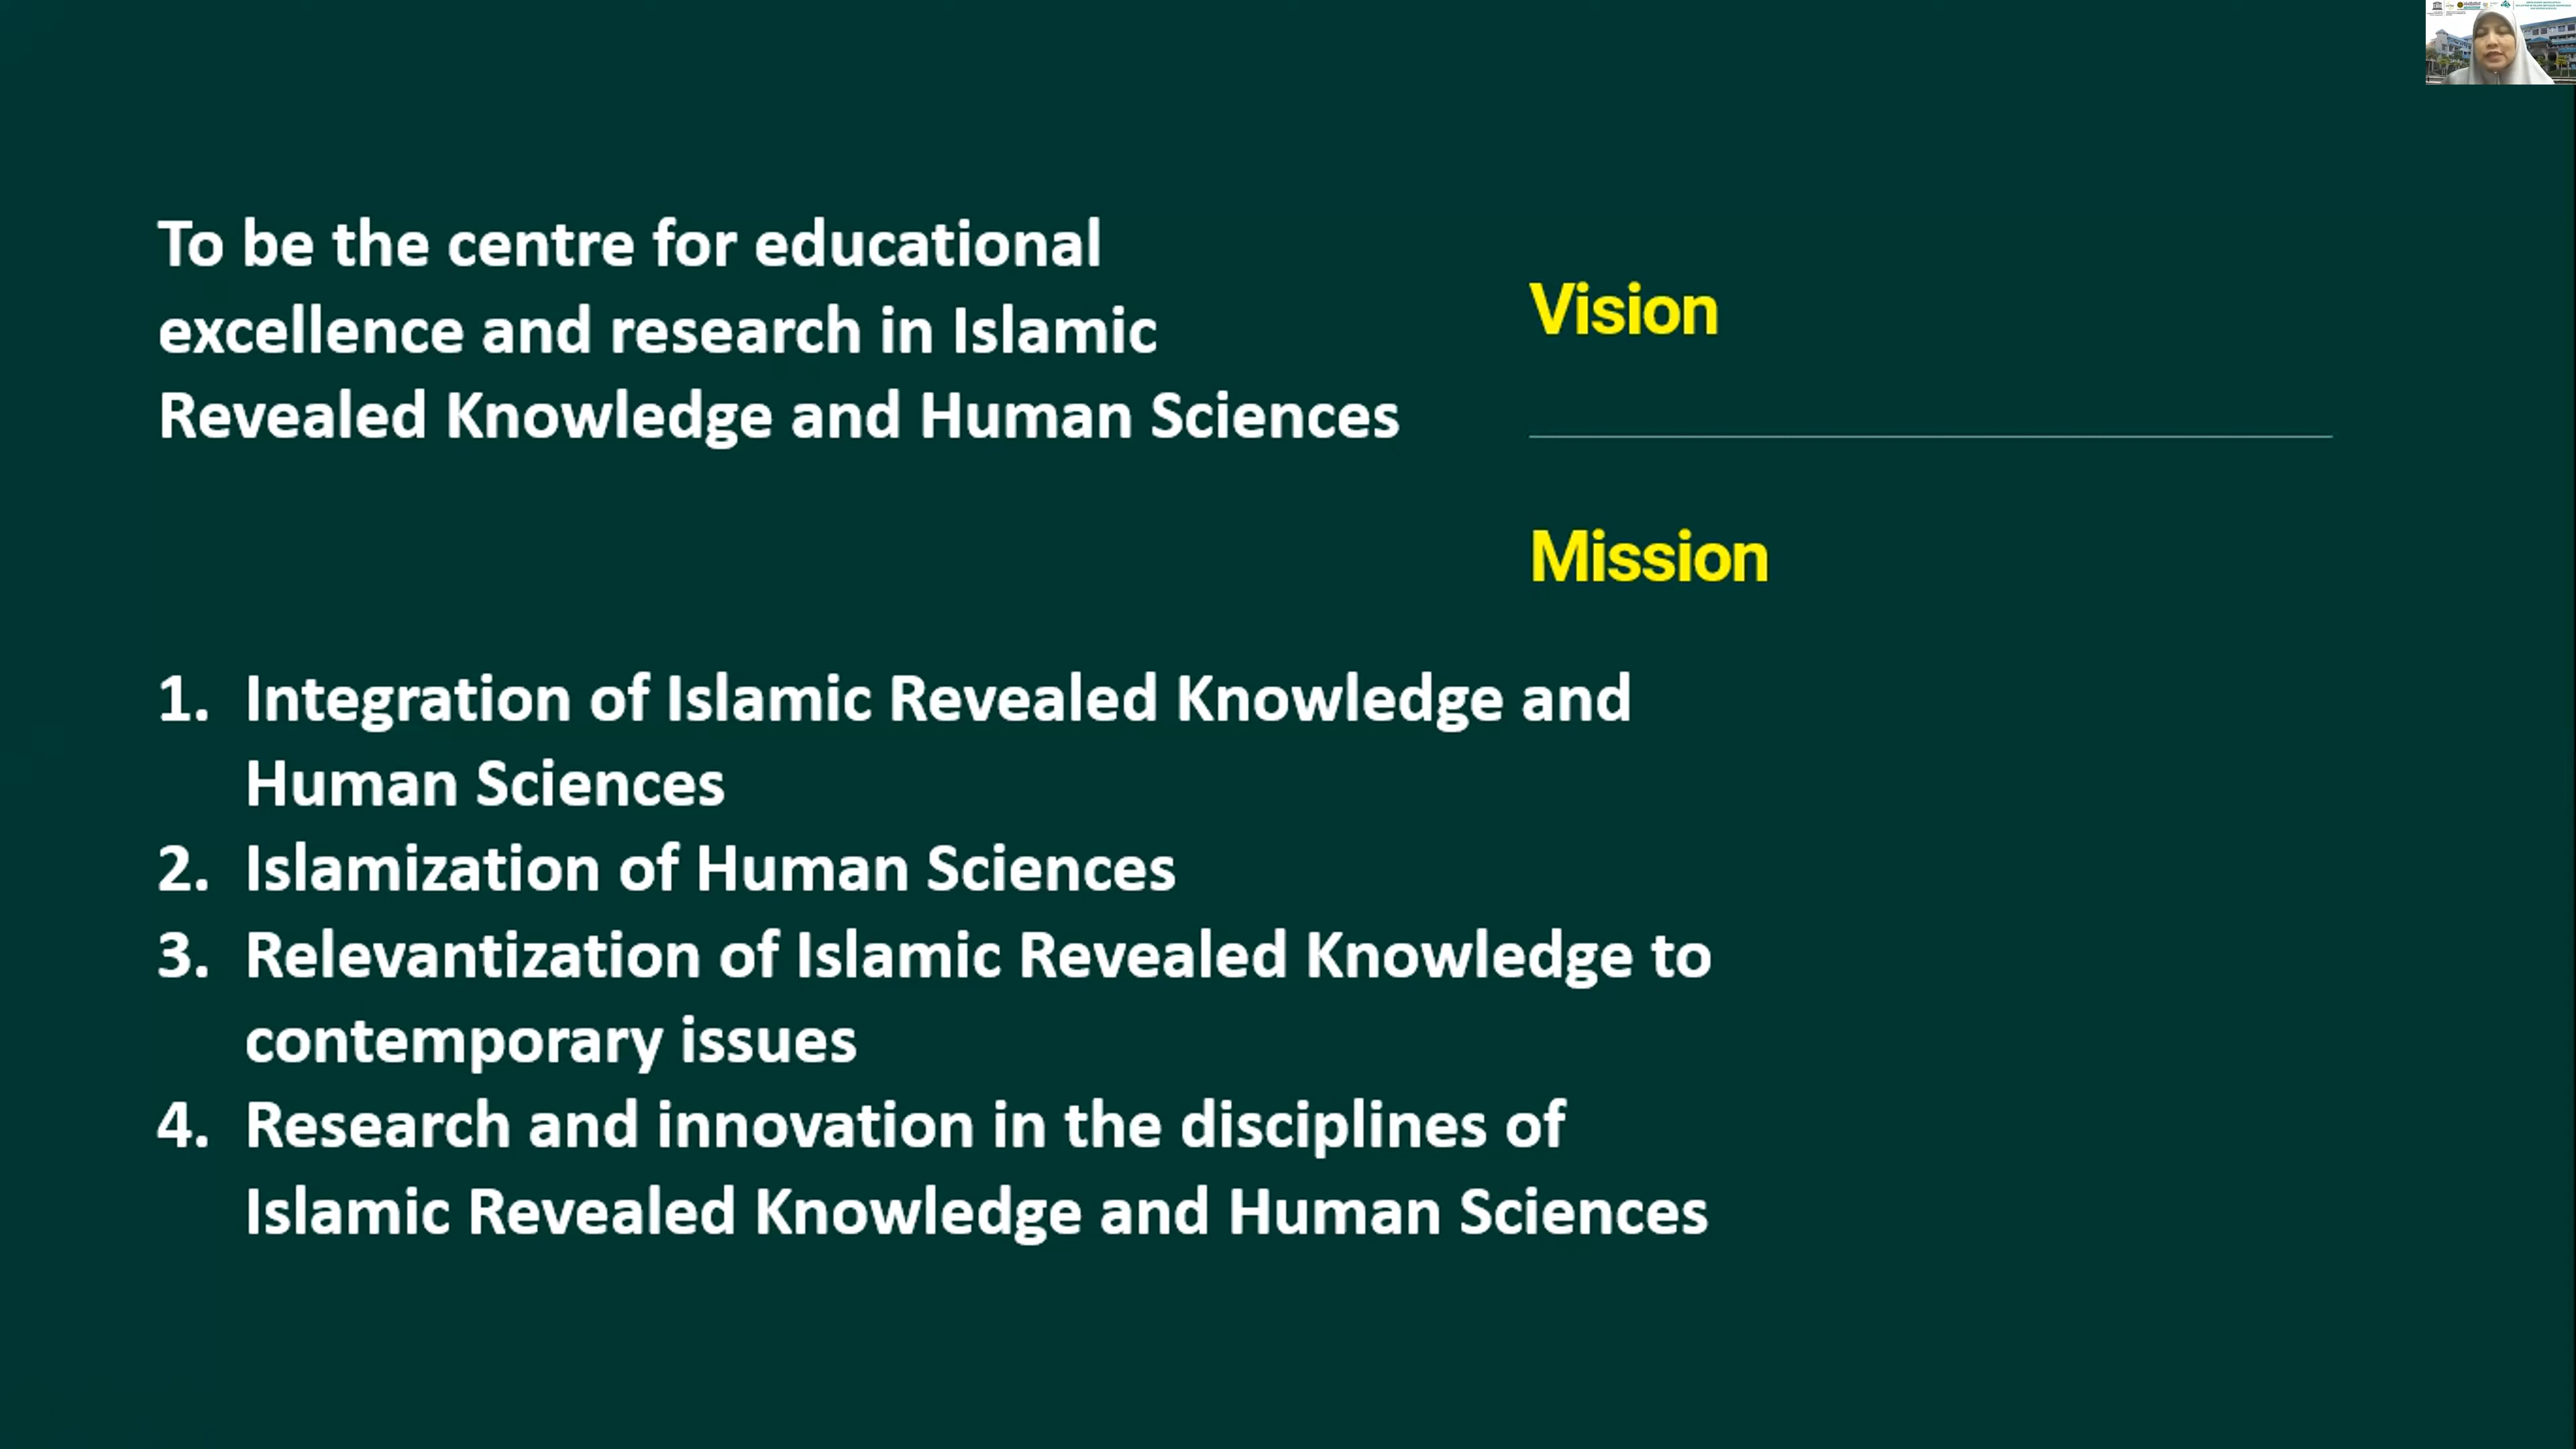 To be the centre for educational
excellence and research in Islamic
Revealed Knowledge and Human Sciences
Vision
Mission
1. Integration of Islamic Revealed Knowledge and
Human Sciences
2. Islamization of Human Sciences
3. Relevantization of Islamic Revealed Knowledge to
contemporary issues
4. Research and innovation in the disciplines of
Islamic Revealed Knowledge and Human Sciences